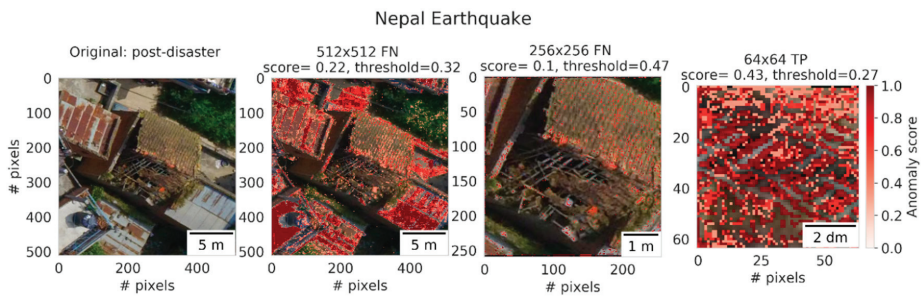 Nepal Earthquake
Original: post-disaster
512x512 FN
score= 0.22, threshold=0.32
256x256 FN
score= 0.1, threshold=0.47
64x64 TP
score= 0.43, threshold=0.27
# pixels
0
100
200
300
400
500
5 m
0
200
400
# pixels
0
100
200
300
400
500
5 m
0
200
400
# pixels
0
50
100
150
200
250
1 m
0
100
200
# pixels
0
20
40
60
2 dm
0
25
50
# pixels
1.0
0.8
0.6
0.4
0.2
0.0
Anomaly score